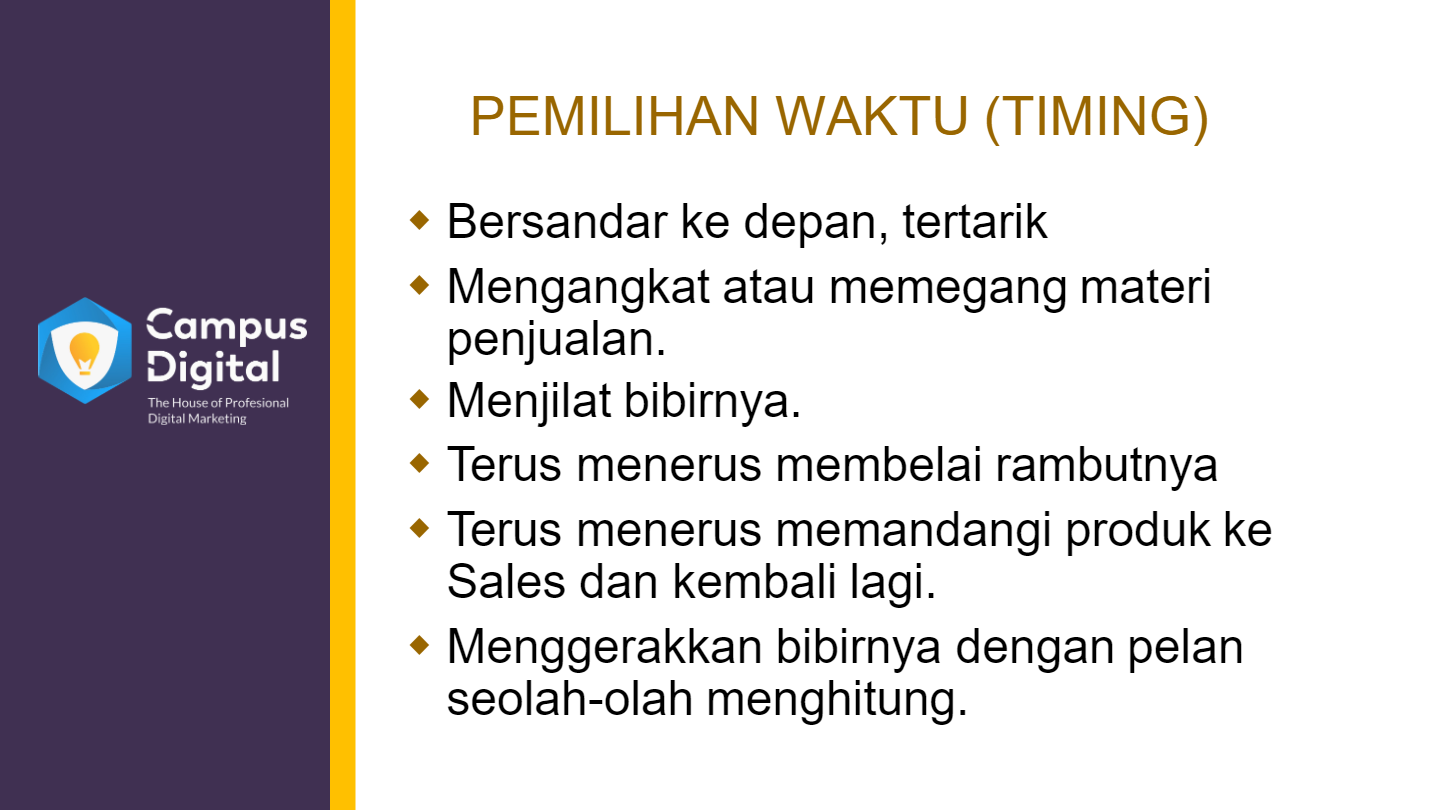 Campus
Digital
The House of Profesional
Digital Marketing
PEMILIHAN WAKTU (TIMING)
Bersandar ke depan, tertarik
Mengangkat atau memegang materi
penjualan.
Menjilat bibirnya.
Terus menerus membelai rambutnya
Terus menerus memandangi produk ke
Sales dan kembali lagi.
Menggerakkan bibirnya dengan pelan
seolah-olah menghitung.